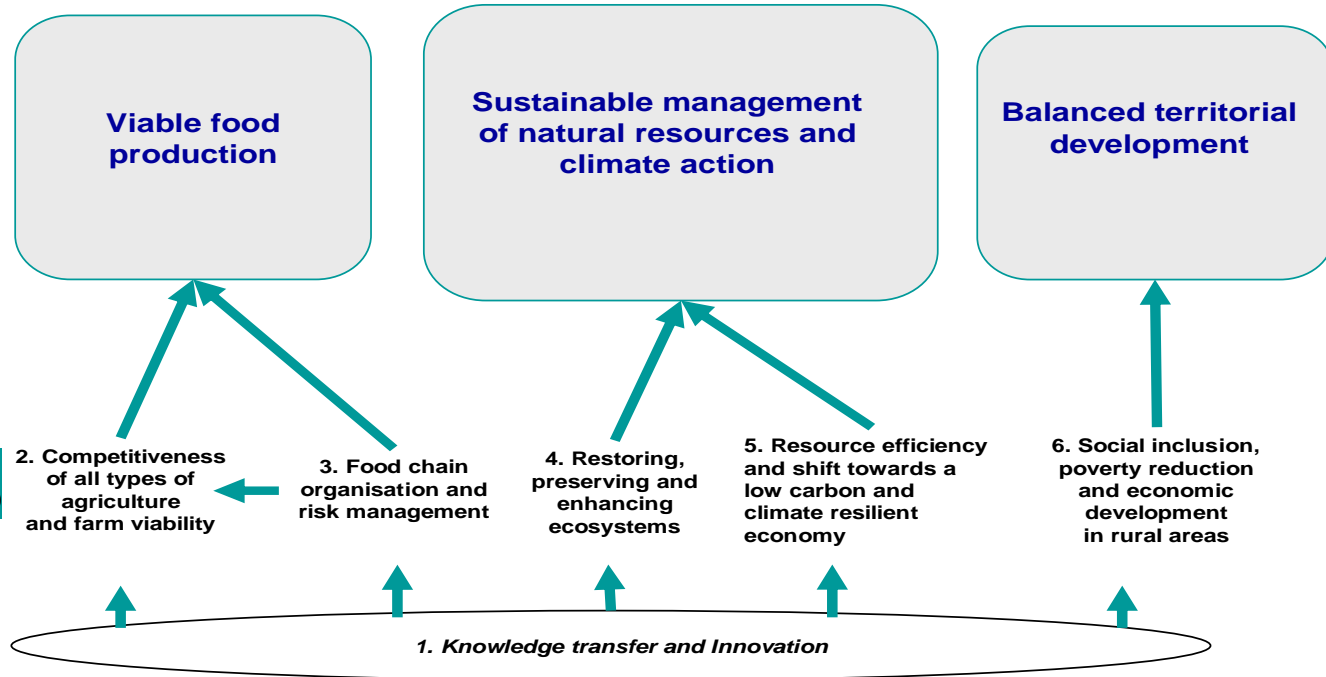 Viable food
production
Sustainable management
of natural resources and
climate action
Balanced territorial
development
2. Competitiveness
of all types of
agriculture
and farm viability
3. Food chain
organisation and
risk management
4. Restoring,
preserving and
enhancing
ecosystems
5. Resource efficiency
and shift towards a
low carbon and
climate resilient
economy
6. Social inclusion,
poverty reduction
and economic
development
in rural areas
1. Knowledge transfer and Innovation